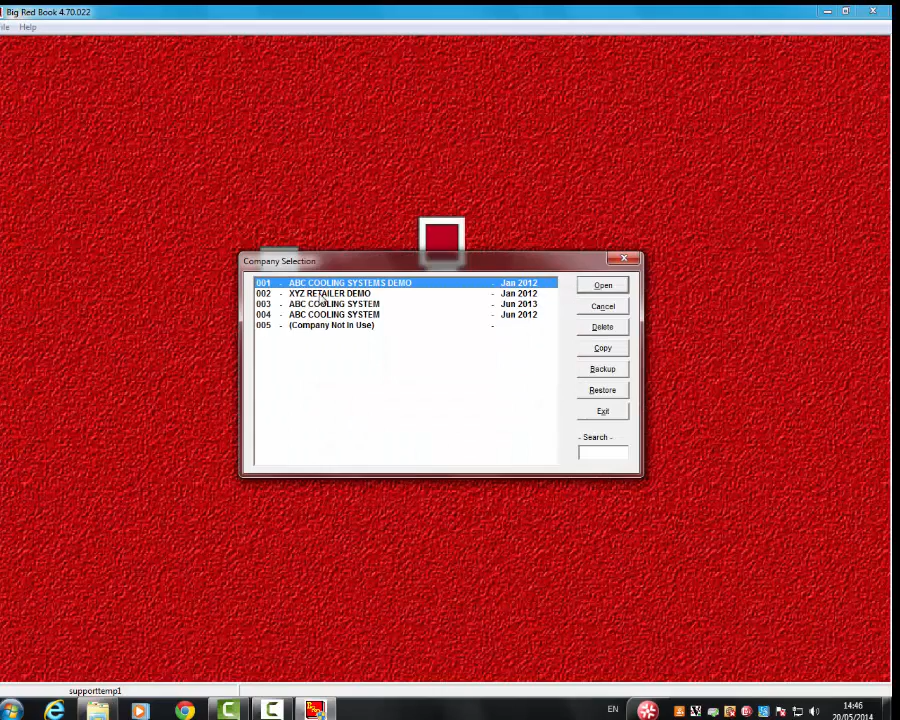 Big Red Book 4.70.022
ile Help
Company Selection
001 - ABC COOLING SYSTEMS DEMO - Jan 2012
002 - XYZ RETAILER DEMO - Jan 2012
003 - ABC COOLING SYSTEM - Jun 2013
004 - ABC COOLING SYSTEM - Jun 2012
005 - (Company Not In Use) -
Open
Cancel
Delete
Copy
Backup
Restore
Exit
- Search -
supporttemp1
EN
14:46
20/05/2014